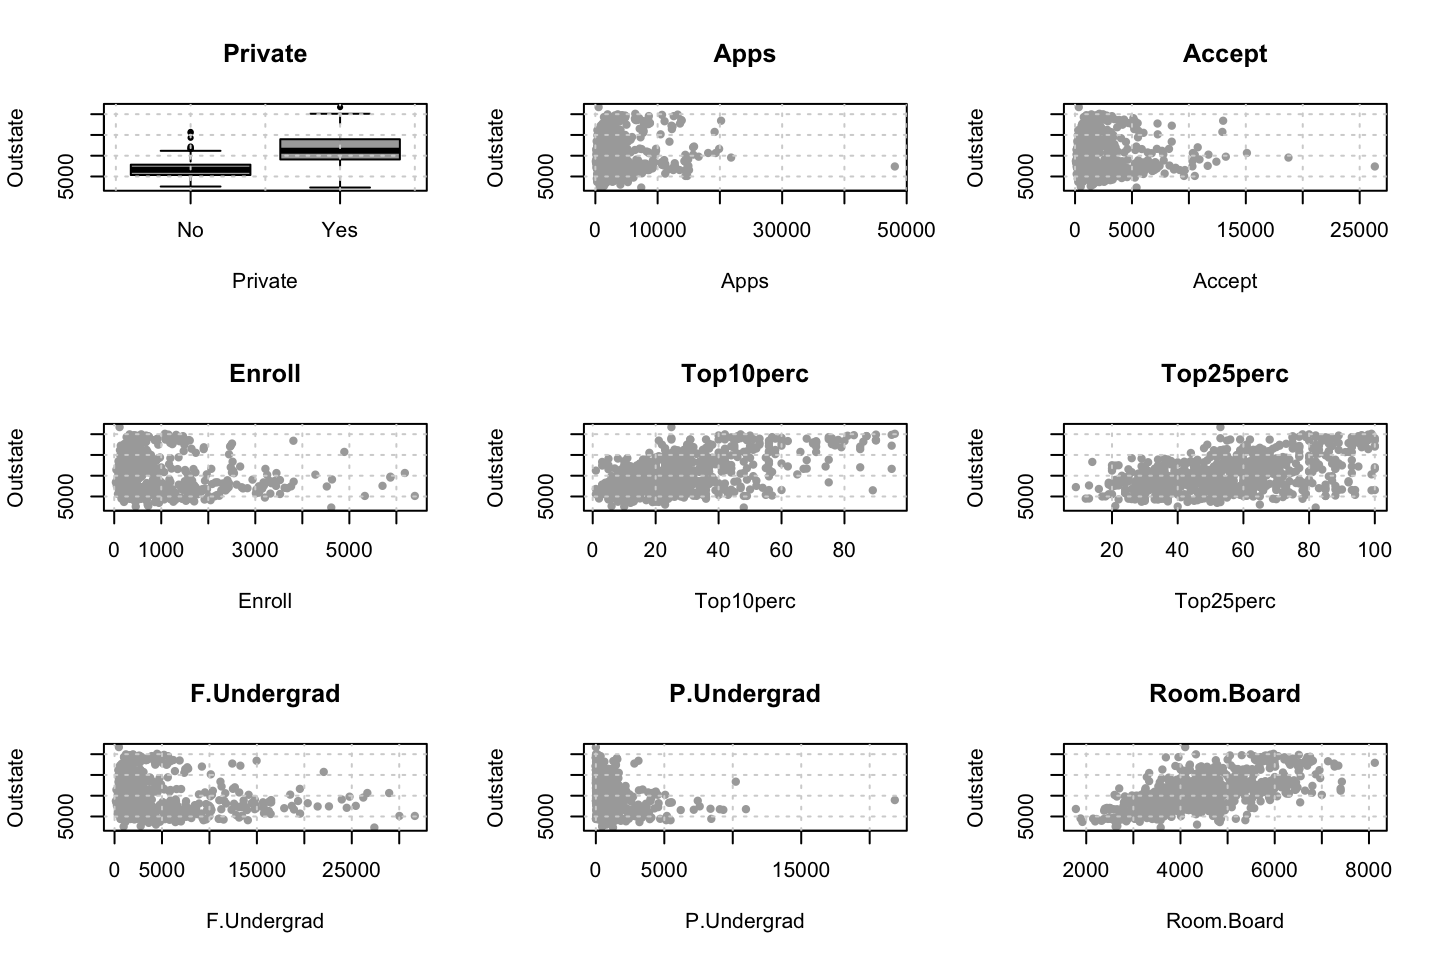 Private
Outstate
5000
No Yes
Private
Apps
Outstate
5000
0 10000 30000 50000
Apps
Accept
Outstate
5000
0 5000 15000 25000
Accept
Enroll
Outstate
5000
0 1000 3000 5000
Enroll
Top10perc
Outstate
5000
0 20 40 60 80
Top10perc
Top25perc
Outstate
5000
20 40 60 80 100
Top25perc
F.Undergrad
Outstate
5000
0 5000 15000 25000
F.Undergrad
P.Undergrad
Outstate
5000
0 5000 15000
P.Undergrad
Room.Board
Outstate
5000
2000 4000 6000 8000
Room.Board